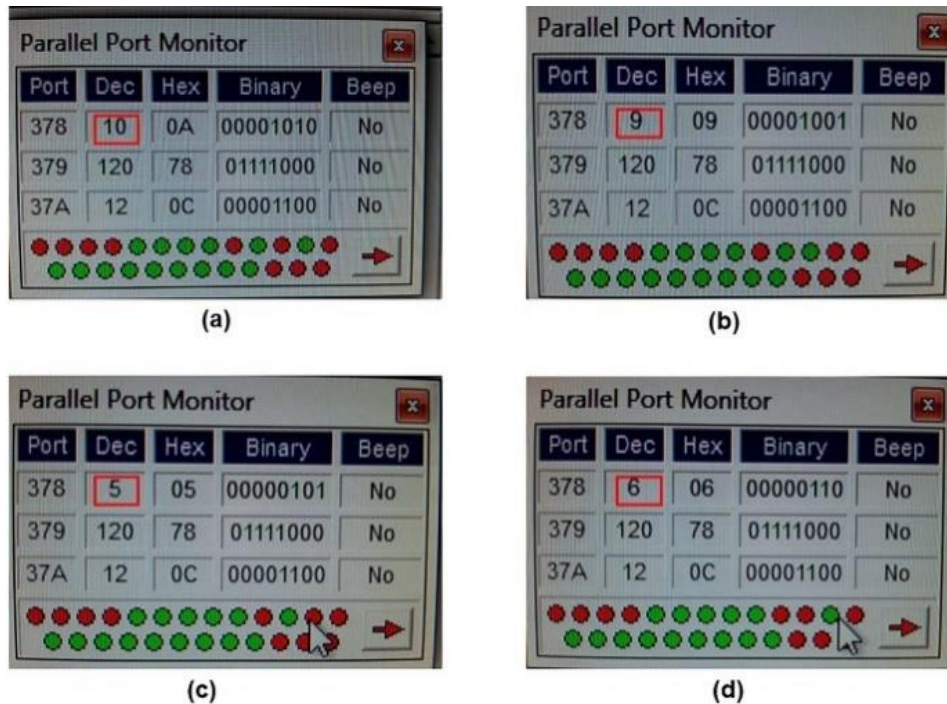 Parallel Port Monitor x
Port Dec Hex Binary Beep
378 10 0A 00001010 No
379 120 78 01111000 No
37A 12 0C 00001100 No
(a)
Parallel Port Monitor x
Port Dec Hex Binary Beep
378 9 09 00001001 No
379 120 78 01111000 No
37A 12 0C 00001100 No
(b)
Parallel Port Monitor x
Port Dec Hex Binary Beep
378 5 05 00000101 No
379 120 78 01111000 No
37A 12 0C 00001100 No
(c)
Parallel Port Monitor x
Port Dec Hex Binary Beep
378 6 06 00000110 No
379 120 78 01111000 No
37A 12 0C 00001100 No
(d)